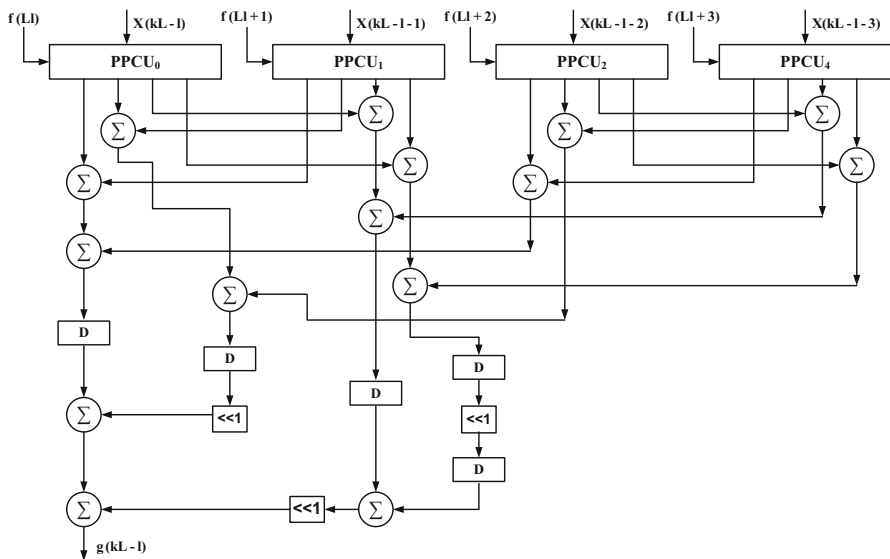 f (Ll) X(kL - l) f(Ll + 1) X(kL - l - 1) f(Ll + 2) X(kL - l - 2) f(Ll + 3) X(kL - l - 3)
PPCU₀ PPCU₁ PPCU₂ PPCU₄
Σ
Σ Σ
Σ Σ
Σ Σ
Σ
Σ
Σ
Σ Σ
D
D D
D
Σ <<1 <<1
D
Σ <<1 Σ
g(kL - l)